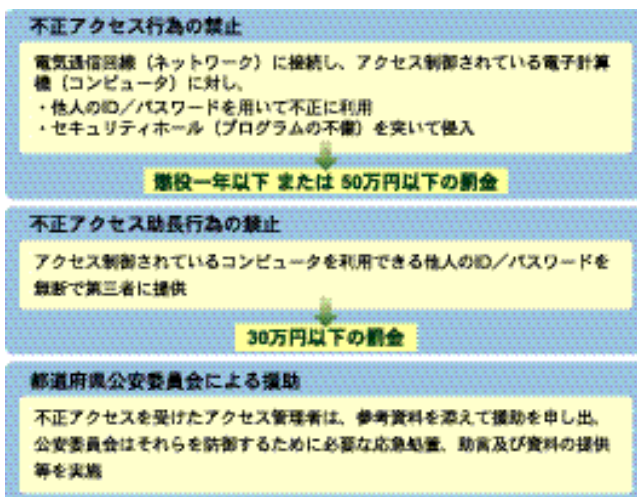 不正アクセス行為の禁止
電気通信回線（ネットワーク）に接続し、アクセス制御されている電子計算
機（コンピュータ）に対し、
・他人のID／パスワードを用いて不正に利用
・セキュリティホール（プログラムの不備）を突いて侵入
懲役一年以下 または 50万円以下の罰金
不正アクセス助長行為の禁止
アクセス制御されているコンピュータを利用できる他人のID／パスワードを
無断で第三者に提供
30万円以下の罰金
都道府県公安委員会による援助
不正アクセスを受けたアクセス管理者は、参考資料を添えて援助を申し出、
公安委員会はそれらを防御するために必要な応急処置、助言及び資料の提供
等を実施